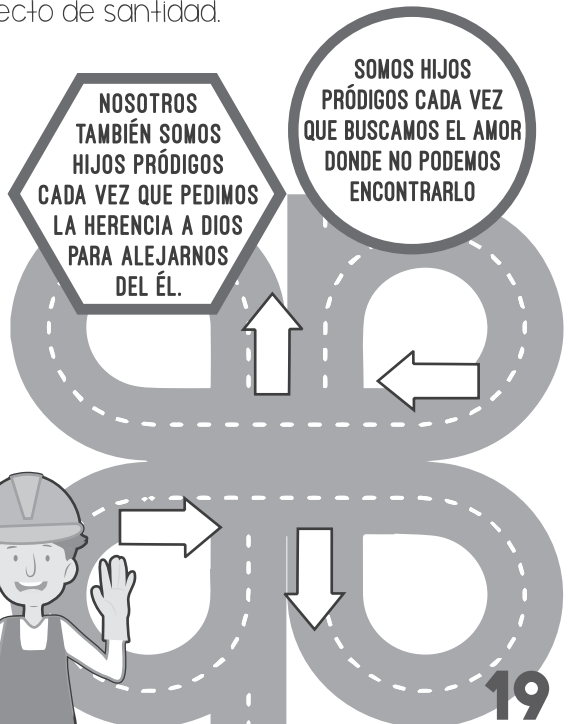 ecto de santidad.
NOSOTROS
TAMBIÉN SOMOS
HIJOS PRÓDIGOS
CADA VEZ QUE PEDIMOS
LA HERENCIA A DIOS
PARA ALEJARNOS
DEL ÉL.
SOMOS HIJOS
PRÓDIGOS CADA VEZ
QUE BUSCAMOS EL AMOR
DONDE NO PODEMOS
ENCONTRARLO
19